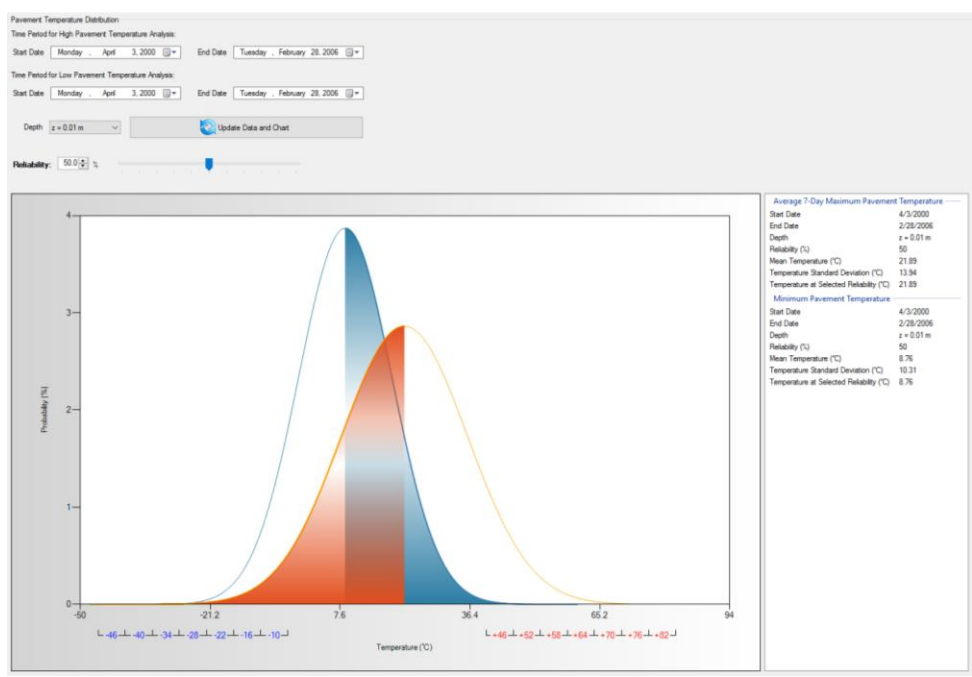 Pavement Temperature Distribution
Time Period for High Pavement Temperature Analysis:
Start Date Monday , April 3, 2000 End Date Tuesday , February 28, 2006
Time Period for Low Pavement Temperature Analysis:
Start Date Monday , April 3, 2000 End Date Tuesday , February 28, 2006
Depth z = 0.01 m Update Data and Chart
Reliability: 50.0 %
4
3
2
1
0
Probability (%)
-50 -21.2 7.6 36.4 65.2 94
-46 -40 -34 -28 -22 -16 -10 +46 +52 +58 +64 +70 +76 +82
Temperature (°C)
Average 7-Day Maximum Pavement Temperature
Start Date 4/3/2000
End Date 2/28/2006
Depth z = 0.01 m
Reliability (%) 50
Mean Temperature (°C) 21.89
Temperature Standard Deviation (°C) 13.94
Temperature at Selected Reliability (°C) 21.89
Minimum Pavement Temperature
Start Date 4/3/2000
End Date 2/28/2006
Depth z = 0.01 m
Reliability (%) 50
Mean Temperature (°C) 8.76
Temperature Standard Deviation (°C) 10.31
Temperature at Selected Reliability (°C) 8.76